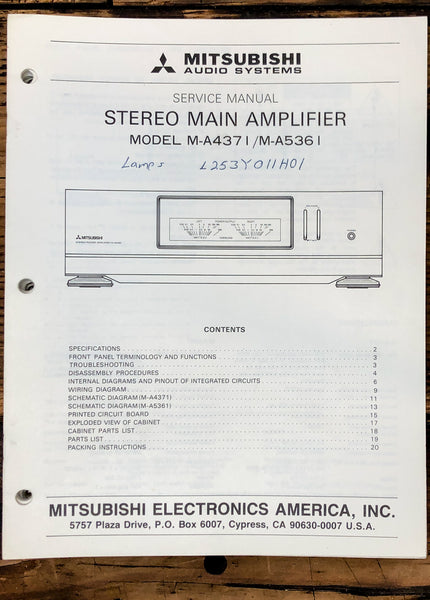 MITSUBISHI
AUDIO SYSTEMS
SERVICE MANUAL
STEREO MAIN AMPLIFIER
MODEL M-A4371/M-A5361
Lamps L253Y011H01
LEFT POWER OUTPUT RIGHT
MITSUBISHI
CONTENTS
SPECIFICATIONS 2
FRONT PANEL TERMINOLOGY AND FUNCTIONS 3
TROUBLESHOOTING 3
DISASSEMBLY PROCEDURES 4
INTERNAL DIAGRAMS AND PINOUT OF INTEGRATED CIRCUITS 6
WIRING DIAGRAM 9
SCHEMATIC DIAGRAM (M-A4371) 11
SCHEMATIC DIAGRAM (M-A5361) 13
PRINTED CIRCUIT BOARD 15
EXPLODED VIEW OF CABINET 17
CABINET PARTS LIST 18
PARTS LIST 19
PACKING INSTRUCTIONS 20
MITSUBISHI ELECTRONICS AMERICA, INC.
5757 Plaza Drive, P.O. Box 6007, Cypress, CA 90630-0007 U.S.A.